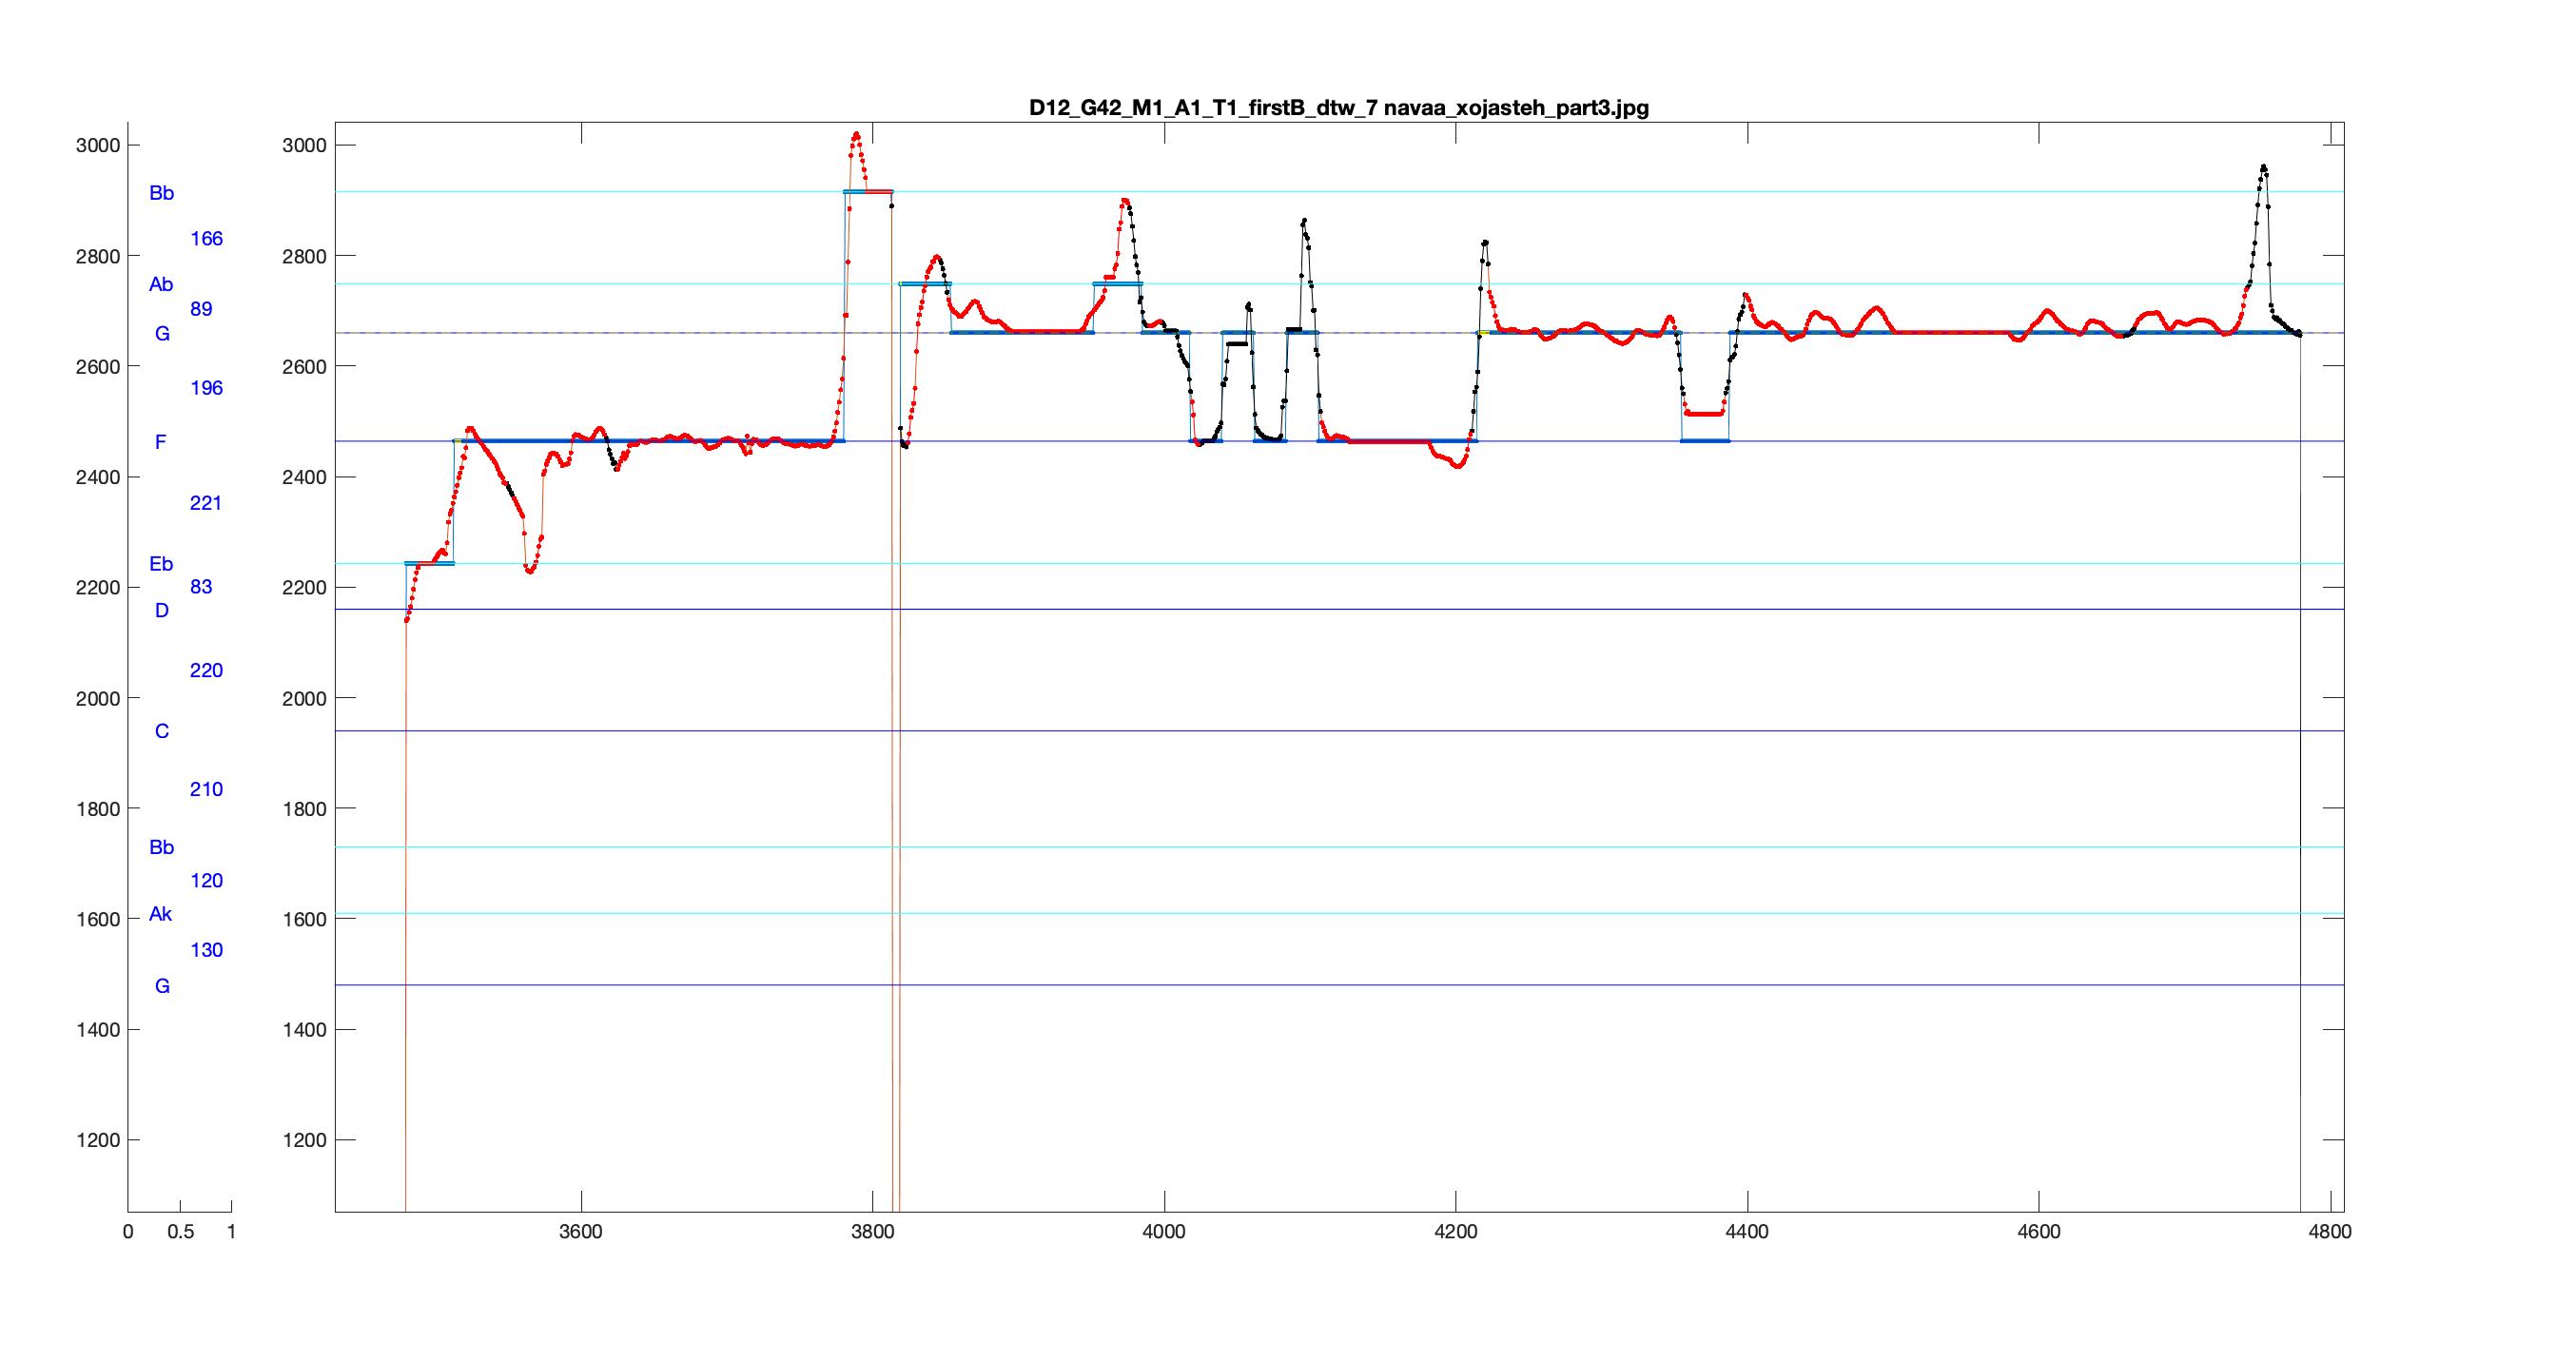 D12_G42_M1_A1_T1_firstB_dtw_7 navaa_xojasteh_part3.jpg
3000 3000
Bb
166
2800 2800
Ab
89
G
2600 2600
196
F
2400 2400
221
Eb
2200 2200
83
D
220
2000 2000
C
210
1800 1800
Bb
120
1600 1600
Ak
130
G
1400 1400
1200 1200
0 0.5 1 3600 3800 4000 4200 4400 4600 4800